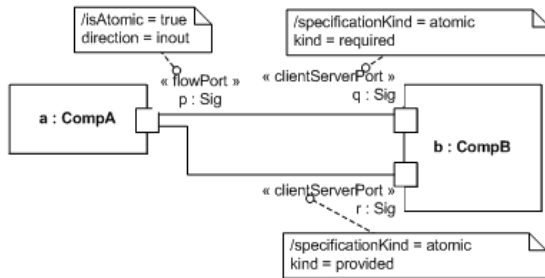 /isAtomic = true
direction = inout
/specificationKind = atomic
kind = required
« flowPort »
p : Sig
« clientServerPort »
q : Sig
a : CompA
b : CompB
« clientServerPort »
r : Sig
/specificationKind = atomic
kind = provided